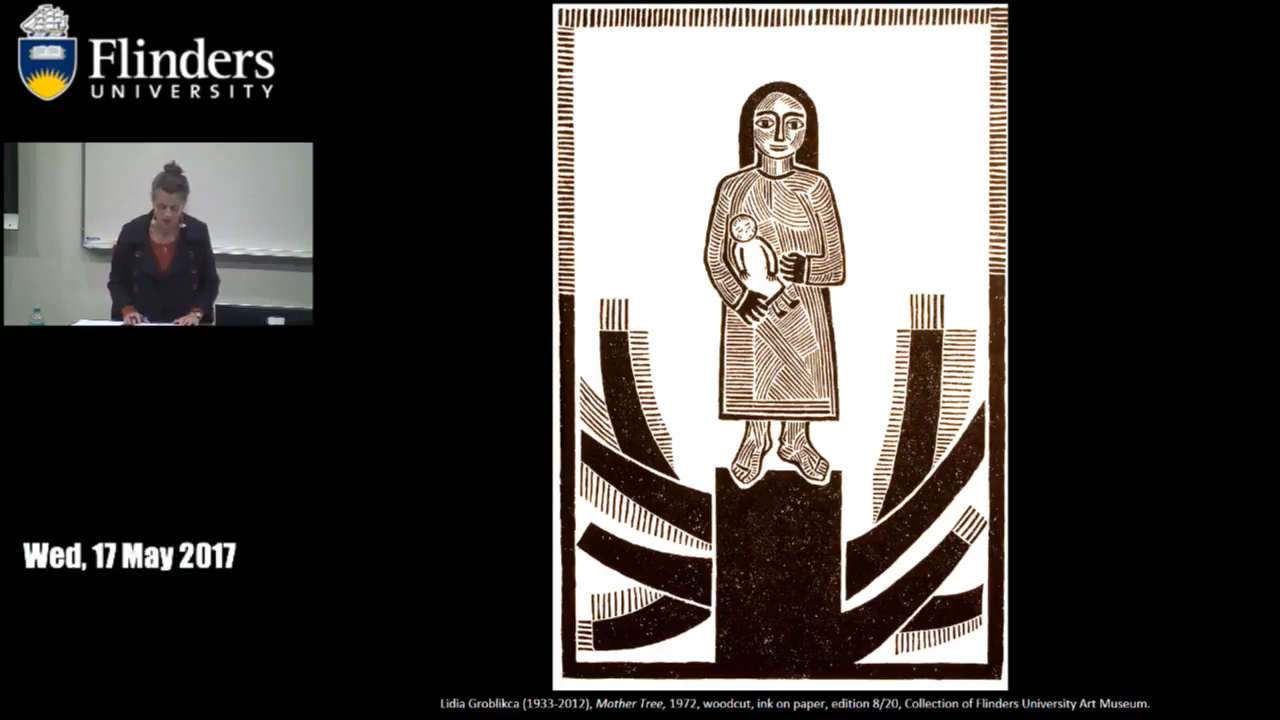 Flinders
UNIVERSITY
Wed, 17 May 2017
Lidia Groblikca (1933-2012), Mother Tree, 1972, woodcut, ink on paper, edition 8/20, Collection of Flinders University Art Museum.